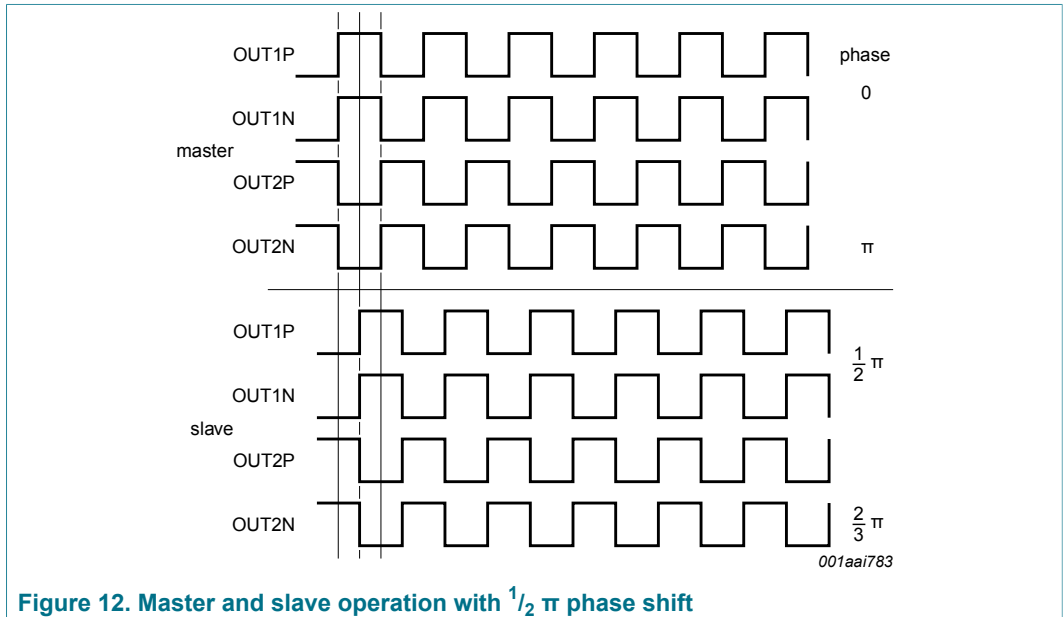 OUT1P
phase
0
OUT1N
master
OUT2P
OUT2N
π
OUT1P
1/2 π
OUT1N
slave
OUT2P
OUT2N
2/3 π
001aai783
Figure 12. Master and slave operation with 1/2 π phase shift